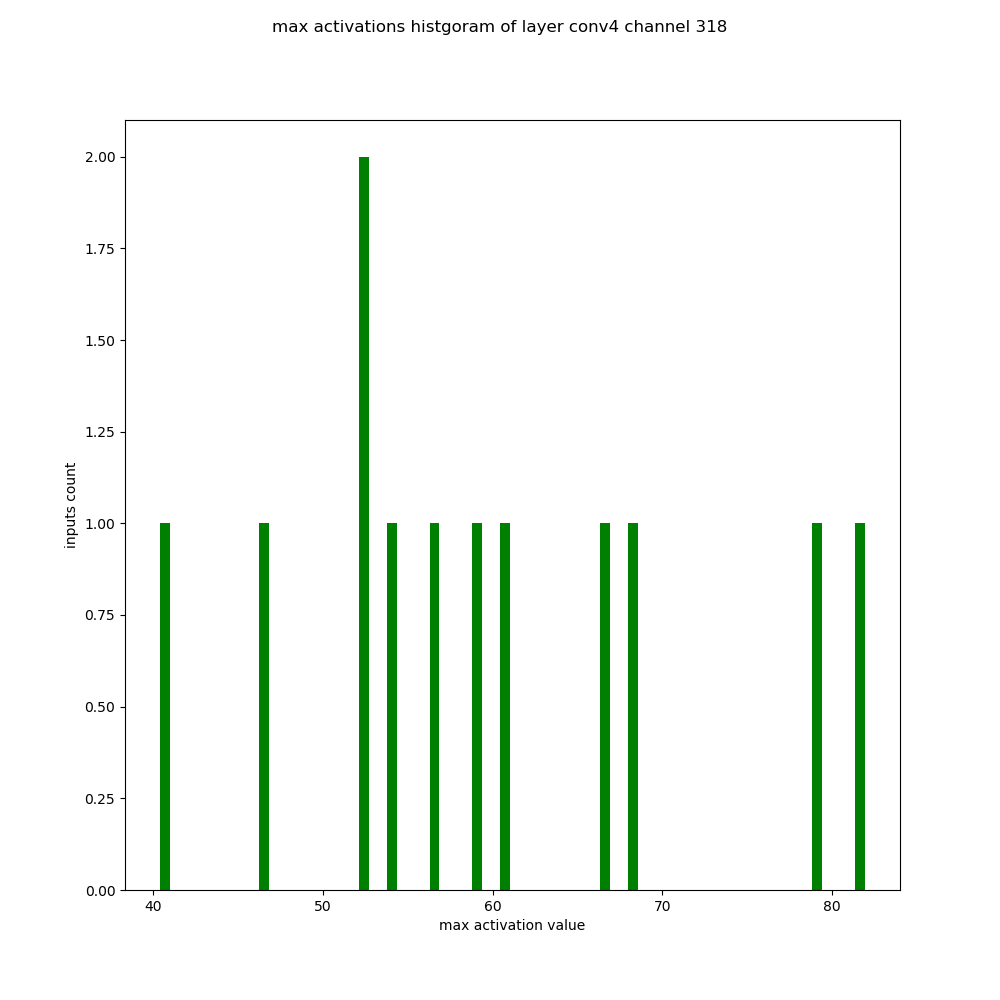 max activations histgoram of layer conv4 channel 318
2.00
1.75
1.50
1.25
1.00
0.75
0.50
0.25
0.00
inputs count
40 50 60 70 80
max activation value